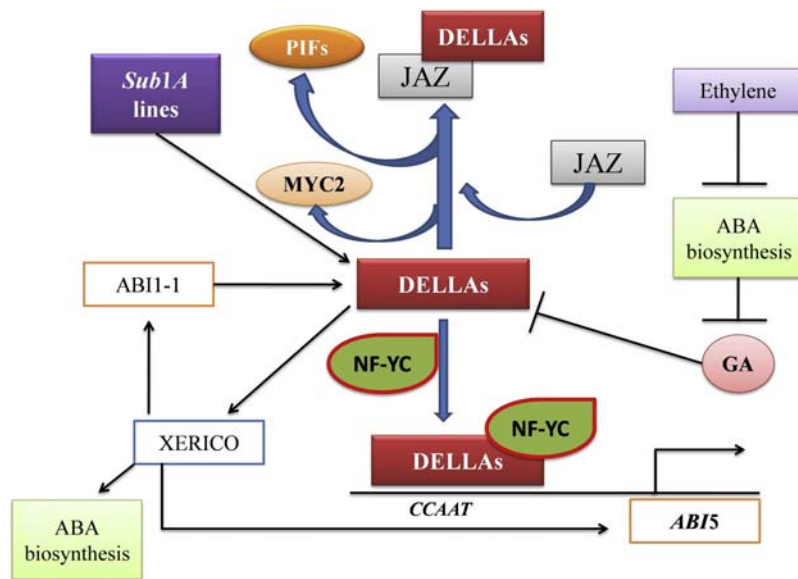 PIFs
DELLAs
JAZ
Sub1A
lines
Ethylene
MYC2
JAZ
ABA
biosynthesis
ABI1-1
DELLAs
NF-YC
GA
XERICO
NF-YC
DELLAs
CCAAT
ABI5
ABA
biosynthesis